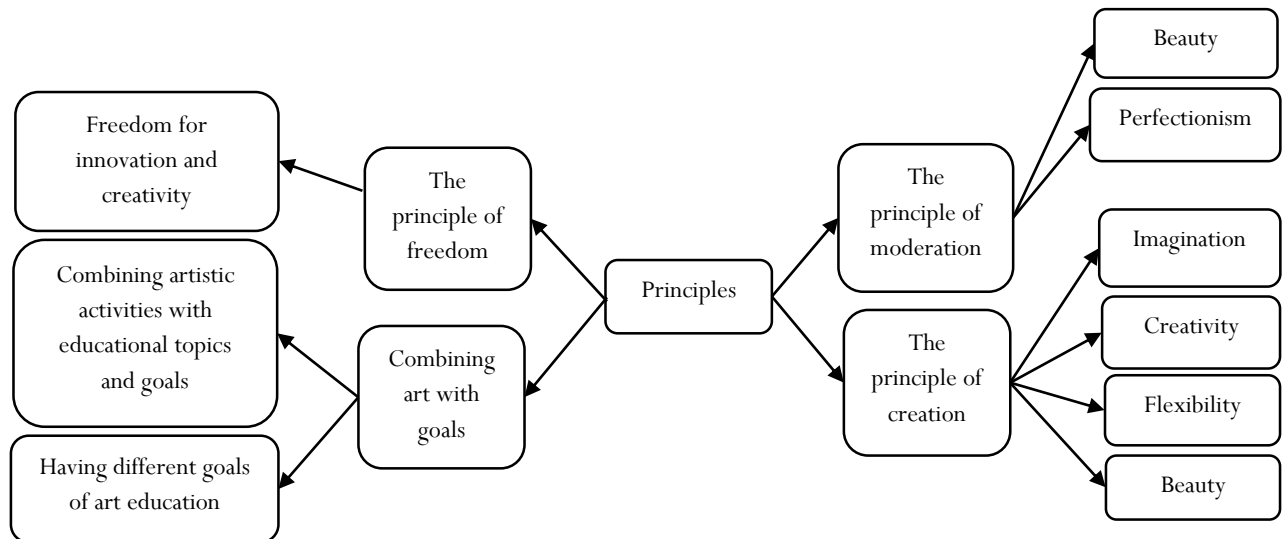 Beauty
Perfectionism
Freedom for
innovation and
creativity
The
principle of
freedom
The
principle of
moderation
Imagination
Combining artistic
activities with
educational topics
and goals
Principles
Creativity
Combining
art with
goals
The
principle of
creation
Flexibility
Having different goals
of art education
Beauty